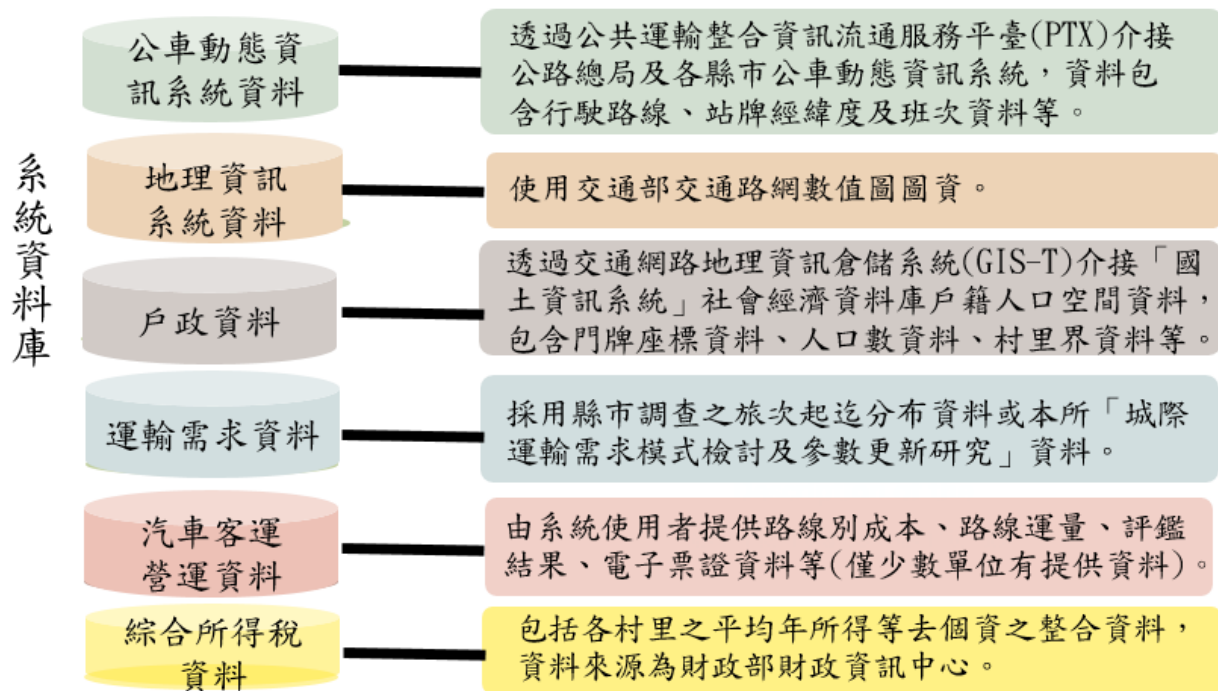 系統資料庫
公車動態資
訊系統資料
透過公共運輸整合資訊流通服務平臺(PTX)介接
公路總局及各縣市公車動態資訊系統,資料包
含行駛路線、站牌經緯度及班次資料等。
地理資訊
系統資料
使用交通部交通路網數值圖圖資。
戶政資料
透過交通網路地理資訊倉儲系統(GIS-T)介接「國
土資訊系統」社會經濟資料庫戶籍人口空間資料,
包含門牌座標資料、人口數資料、村里界資料等。
運輸需求資料
採用縣市調查之旅次起迄分布資料或本所「城際
運輸需求模式檢討及參數更新研究」資料。
汽車客運
營運資料
由系統使用者提供路線別成本、路線運量、評鑑
結果、電子票證資料等(僅少數單位有提供資料)。
綜合所得稅
資料
包括各村里之平均年所得等去個資之整合資料,
資料來源為財政部財政資訊中心。